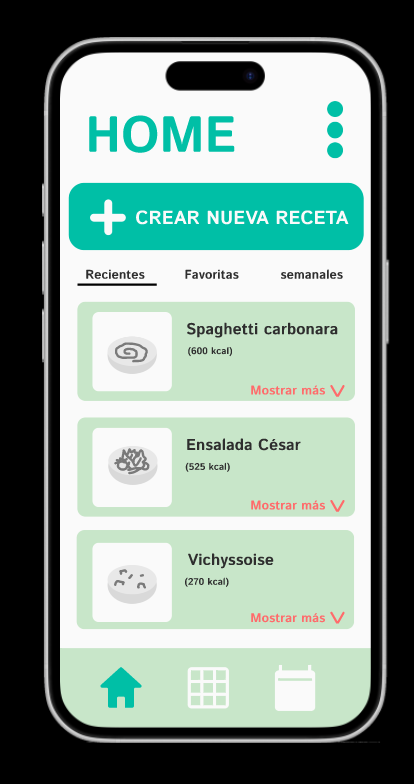 HOME
CREAR NUEVA RECETA
Recientes Favoritas semanales
Spaghetti carbonara
(600 kcal)
Mostrar más
Ensalada César
(525 kcal)
Mostrar más
Vichyssoise
(270 kcal)
Mostrar más